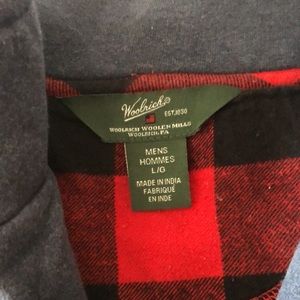 Woolrich®
EST. 1830
WOOLRICH WOOLEN MILLS
WOOLRICH, PA
MENS
HOMMES
L/G
MADE IN INDIA
FABRIQUÉ
EN INDE